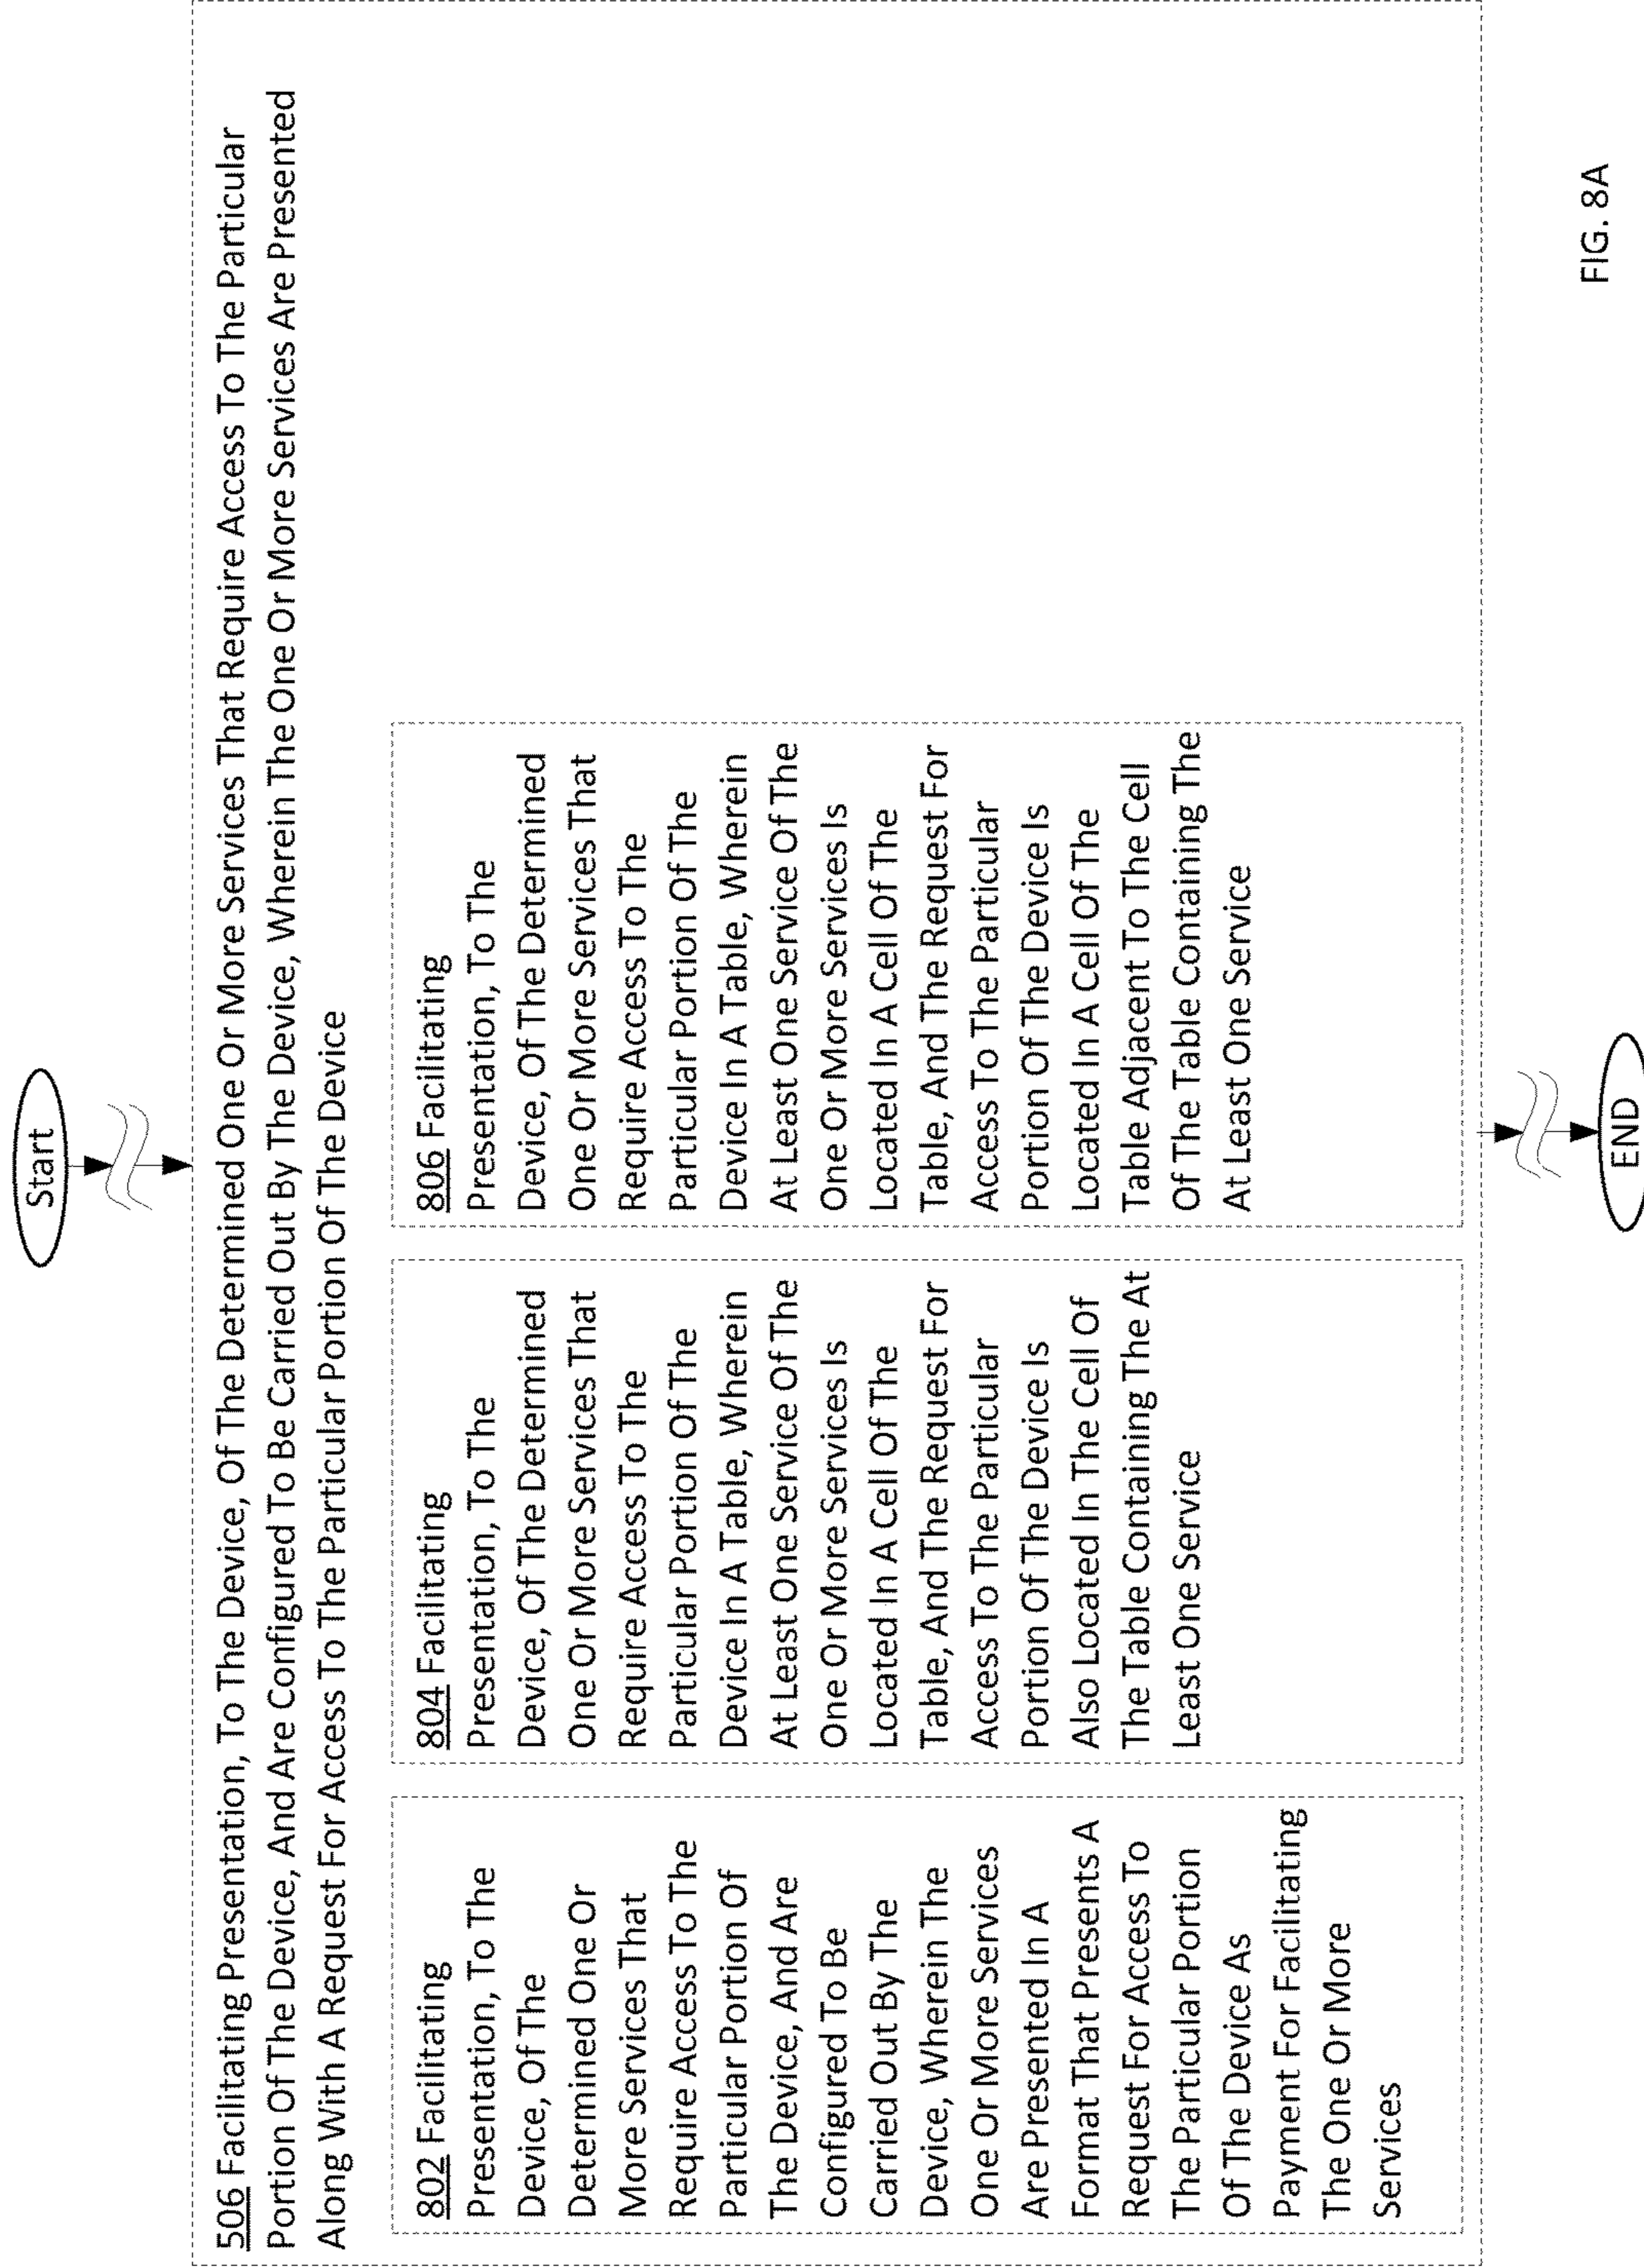 Start
506 Facilitating Presentation, To The Device, Of The Determined One Or More Services That Require Access To The Particular
Portion Of The Device, And Are Configured To Be Carried Out By The Device, Wherein The One Or More Services Are Presented
Along With A Request For Access To The Particular Portion Of The Device
802 Facilitating
Presentation, To The
Device, Of The
Determined One Or
More Services That
Require Access To The
Particular Portion Of
The Device, And Are
Configured To Be
Carried Out By The
Device, Wherein The
One Or More Services
Are Presented In A
Format That Presents A
Request For Access To
The Particular Portion
Of The Device As
Payment For Facilitating
The One Or More
Services
804 Facilitating
Presentation, To The
Device, Of The Determined
One Or More Services That
Require Access To The
Particular Portion Of The
Device In A Table, Wherein
At Least One Service Of The
One Or More Services Is
Located In A Cell Of The
Table, And The Request For
Access To The Particular
Portion Of The Device Is
Also Located In The Cell Of
The Table Containing The At
Least One Service
806 Facilitating
Presentation, To The
Device, Of The Determined
One Or More Services That
Require Access To The
Particular Portion Of The
Device In A Table, Wherein
At Least One Service Of The
One Or More Services Is
Located In A Cell Of The
Table, And The Request For
Access To The Particular
Portion Of The Device Is
Located In A Cell Of The
Table Adjacent To The Cell
Of The Table Containing The
At Least One Service
END
FIG. 8A